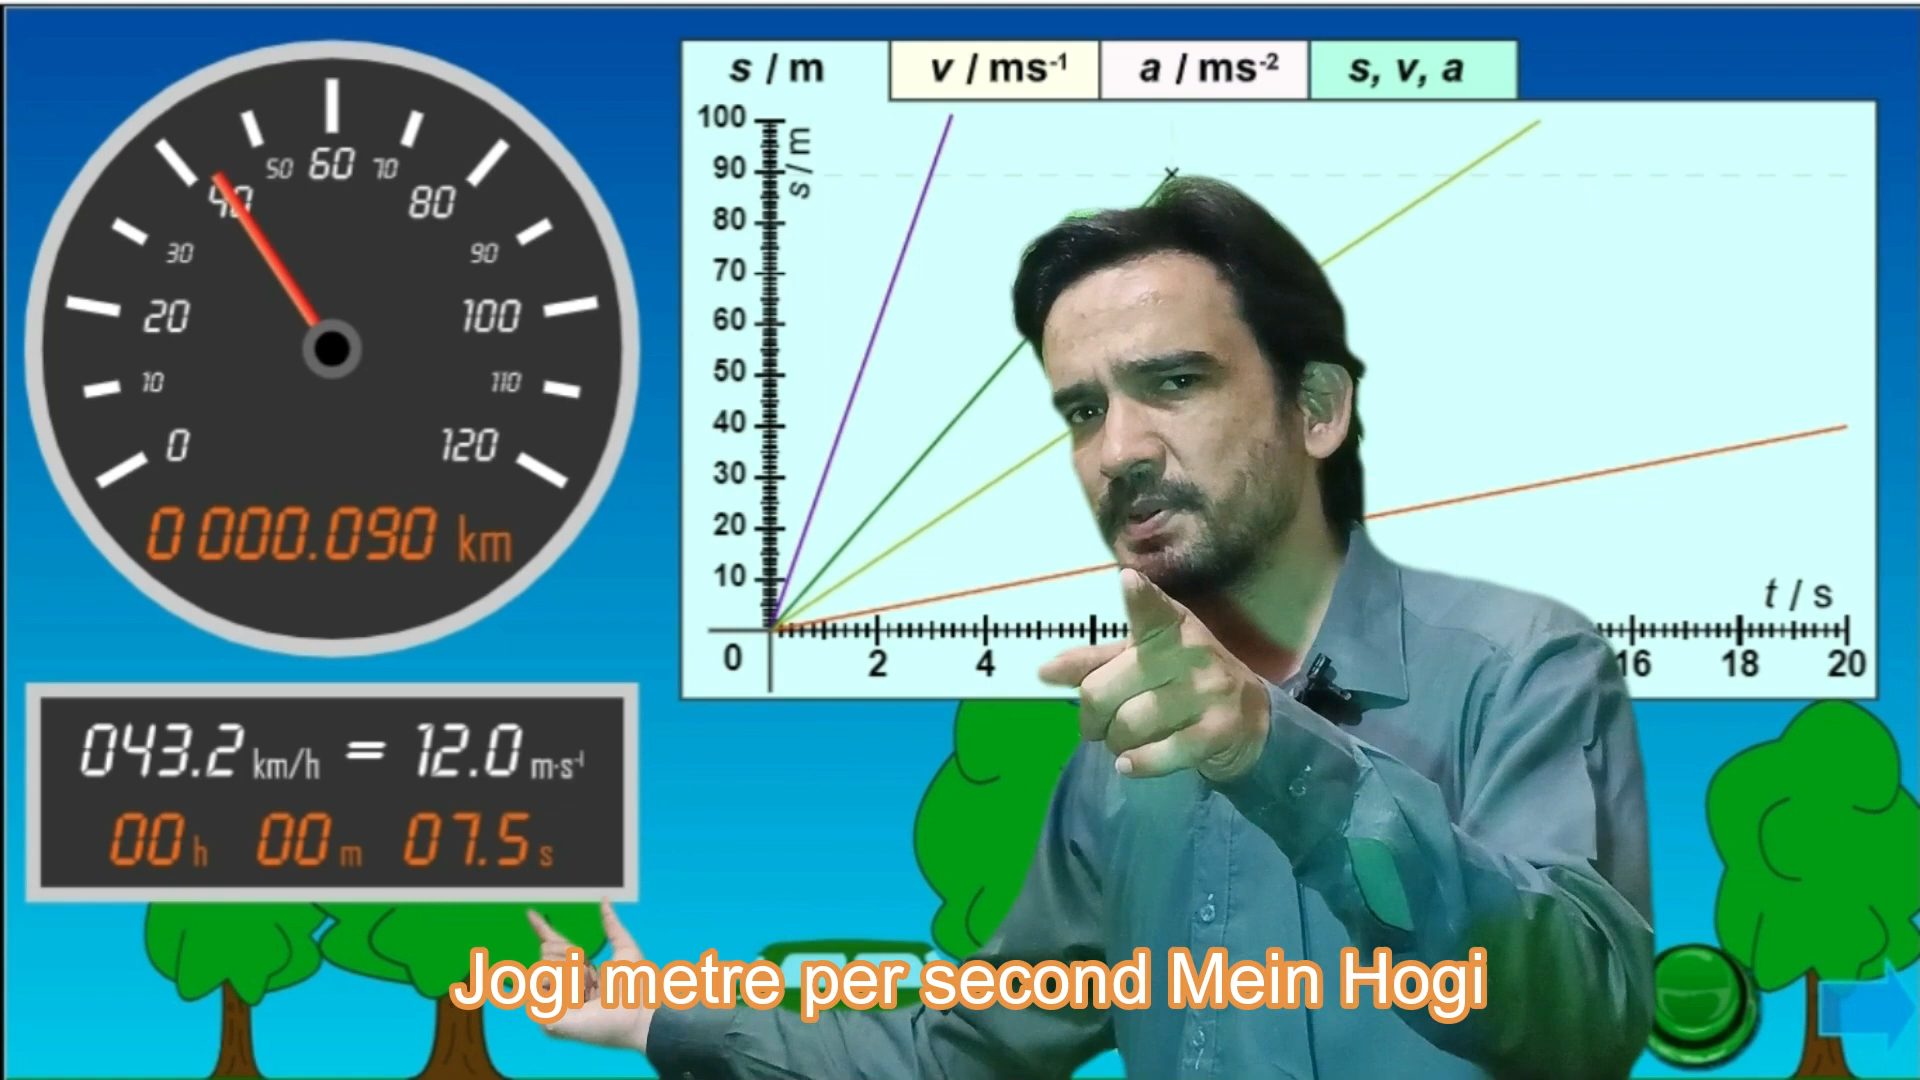 s / m
v / ms⁻¹
a / ms⁻²
s, v, a
50 60 70
40 80
30 90
20 100
10 110
0 120
0 000.090 km
043.2 km/h = 12.0 m·s⁻¹
00 h 00 m 07.5 s
100
90
80
70
60
50
40
30
20
10
s / m
t / s
0 2 4 16 18 20
Jogi metre per second Mein Hogi